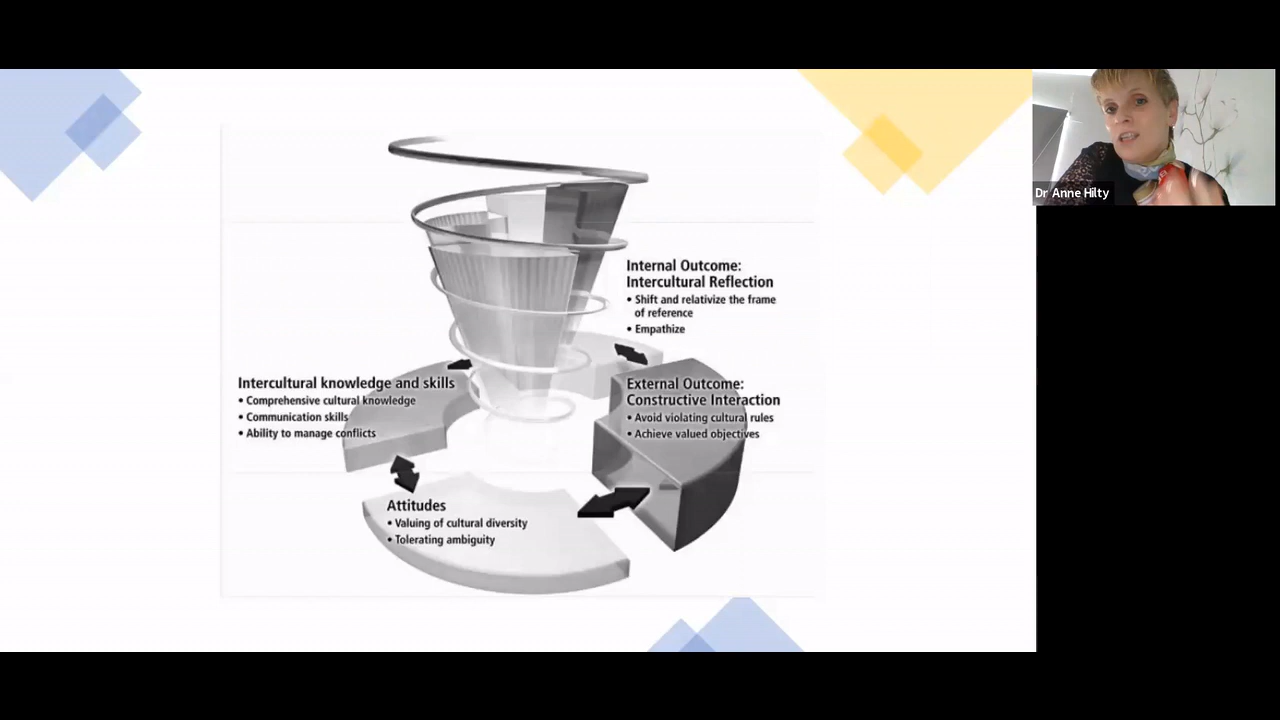 Internal Outcome:
Intercultural Reflection
• Shift and relativize the frame
of reference
• Empathize
Intercultural knowledge and skills
• Comprehensive cultural knowledge
• Communication skills
• Ability to manage conflicts
External Outcome:
Constructive Interaction
• Avoid violating cultural rules
• Achieve valued objectives
Attitudes
• Valuing of cultural diversity
• Tolerating ambiguity
Dr Anne Hilty